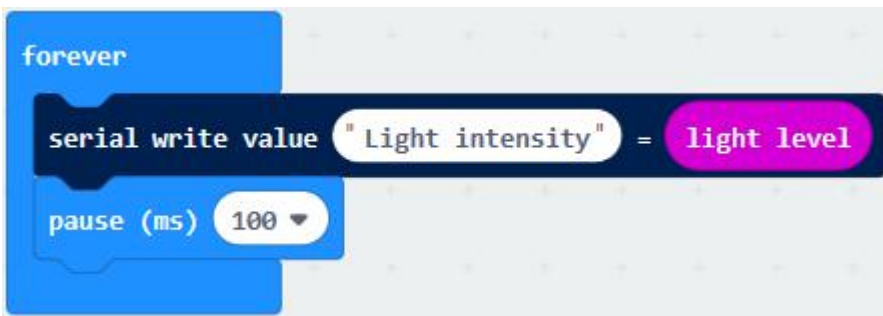 forever
serial write value "Light intensity" = light level
pause (ms) 100